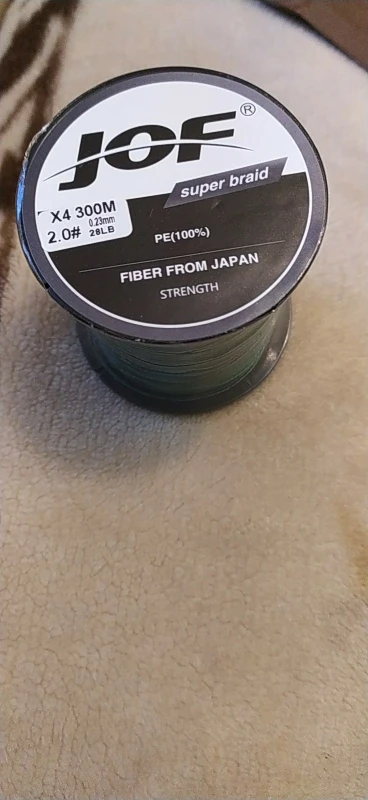 JOF®
super braid
X4 300M
0.23mm
2.0# 28LB
PE(100%)
FIBER FROM JAPAN
STRENGTH